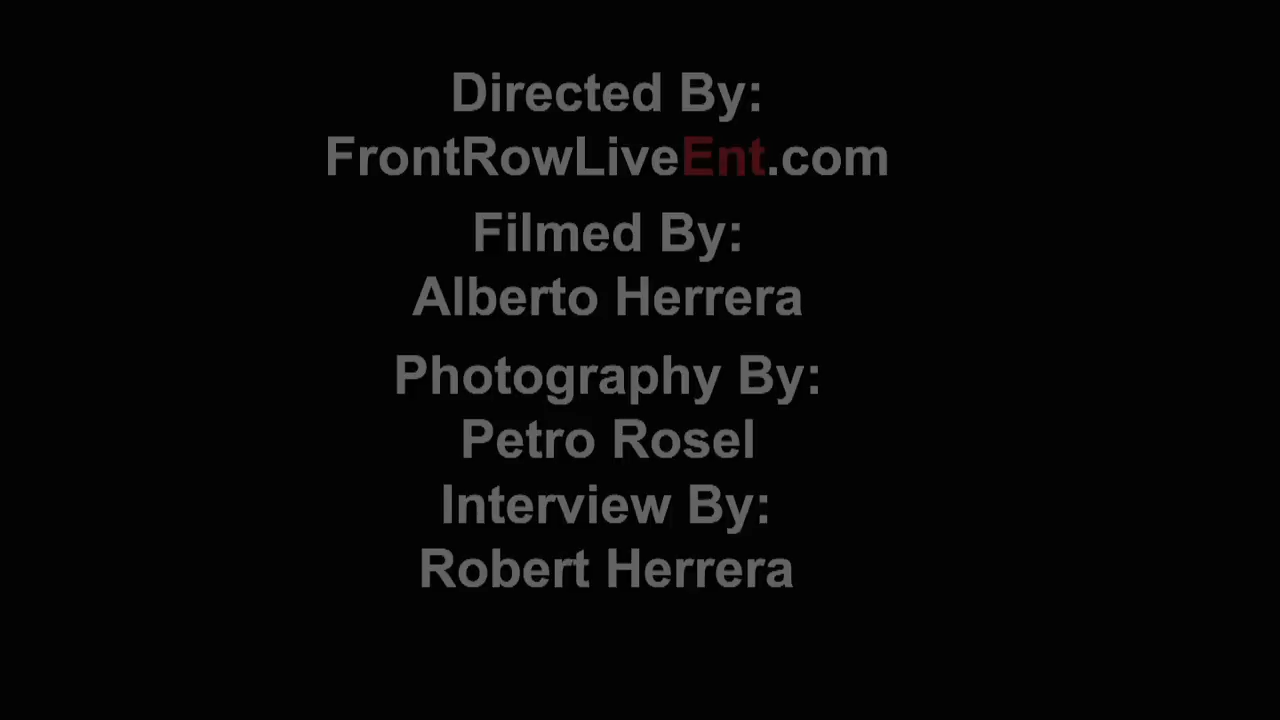 Directed By:
FrontRowLiveEnt.com
Filmed By:
Alberto Herrera
Photography By:
Petro Rosel
Interview By:
Robert Herrera